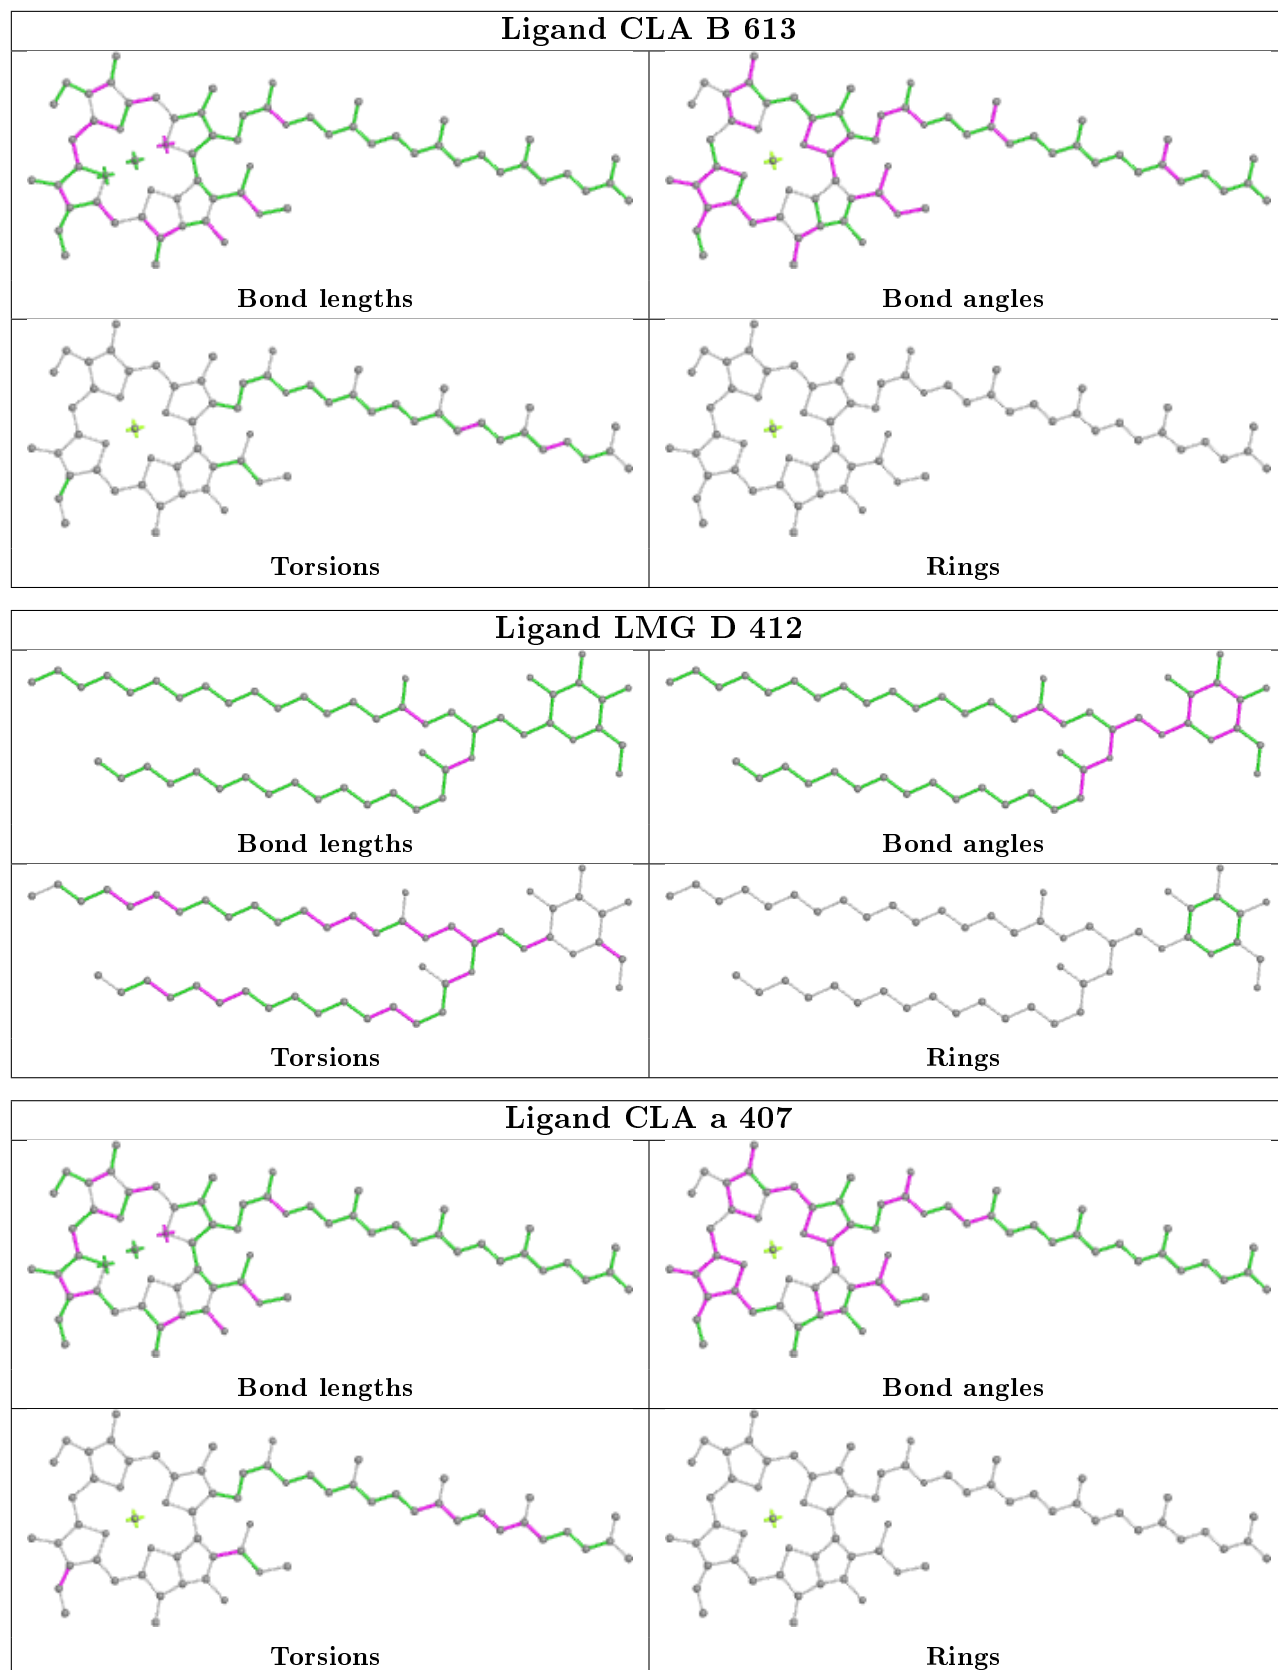 Ligand CLA B 613
Bond lengths
Bond angles
Torsions
Rings
Ligand LMG D 412
Bond lengths
Bond angles
Torsions
Rings
Ligand CLA a 407
Bond lengths
Bond angles
Torsions
Rings